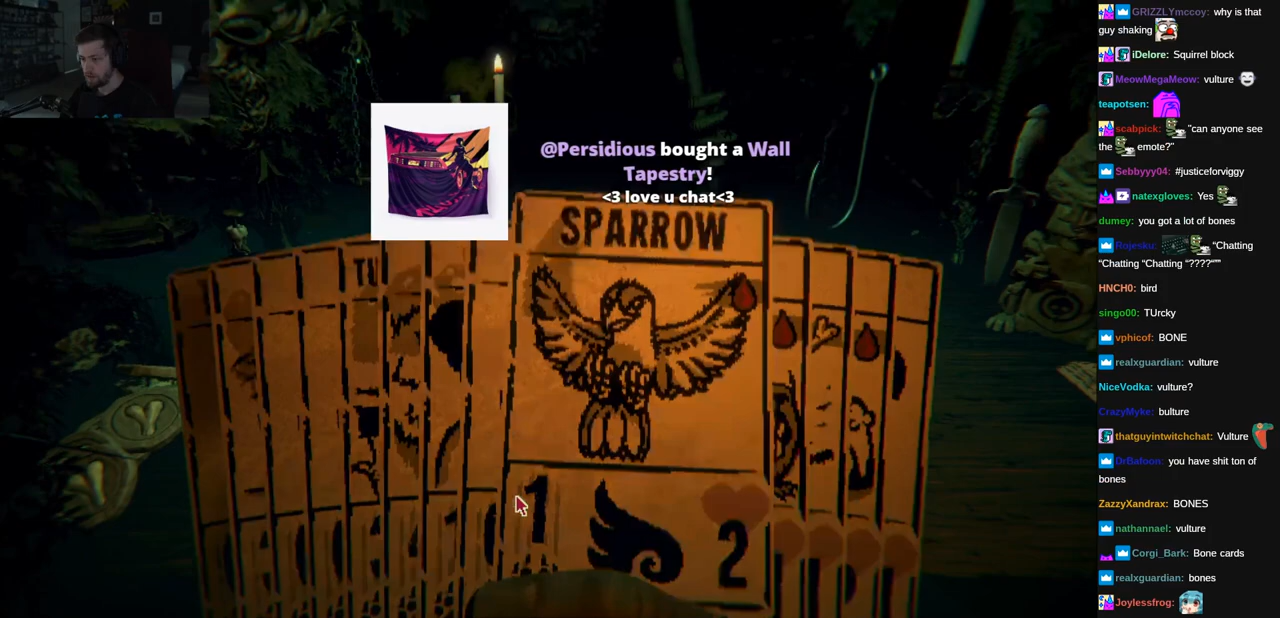 @Persidious bought a Wall
Tapestry!
<3 love u chat<3
TU
SPARROW
1
2
GRIZZLYmccoy: why is that
guy shaking
iDelore: Squirrel block
MeowMegaMeow: vulture
teapotsen:
scabpick: "can anyone see
the emote?"
Sebbyyy04: #justiceforviggy
natexgloves: Yes
dumey: you got a lot of bones
Rojesku: "Chatting
"Chatting "Chatting "????"""
HNCH0: bird
singo00: TUrcky
vphicof: BONE
realxguardian: vulture
NiceVodka: vulture?
CrazyMyke: bulture
thatguyintwitchchat: Vulture
DrBafoon: you have shit ton of
bones
ZazzyXandrax: BONES
nathannael: vulture
Corgi_Bark: Bone cards
realxguardian: bones
Joylessfrog: